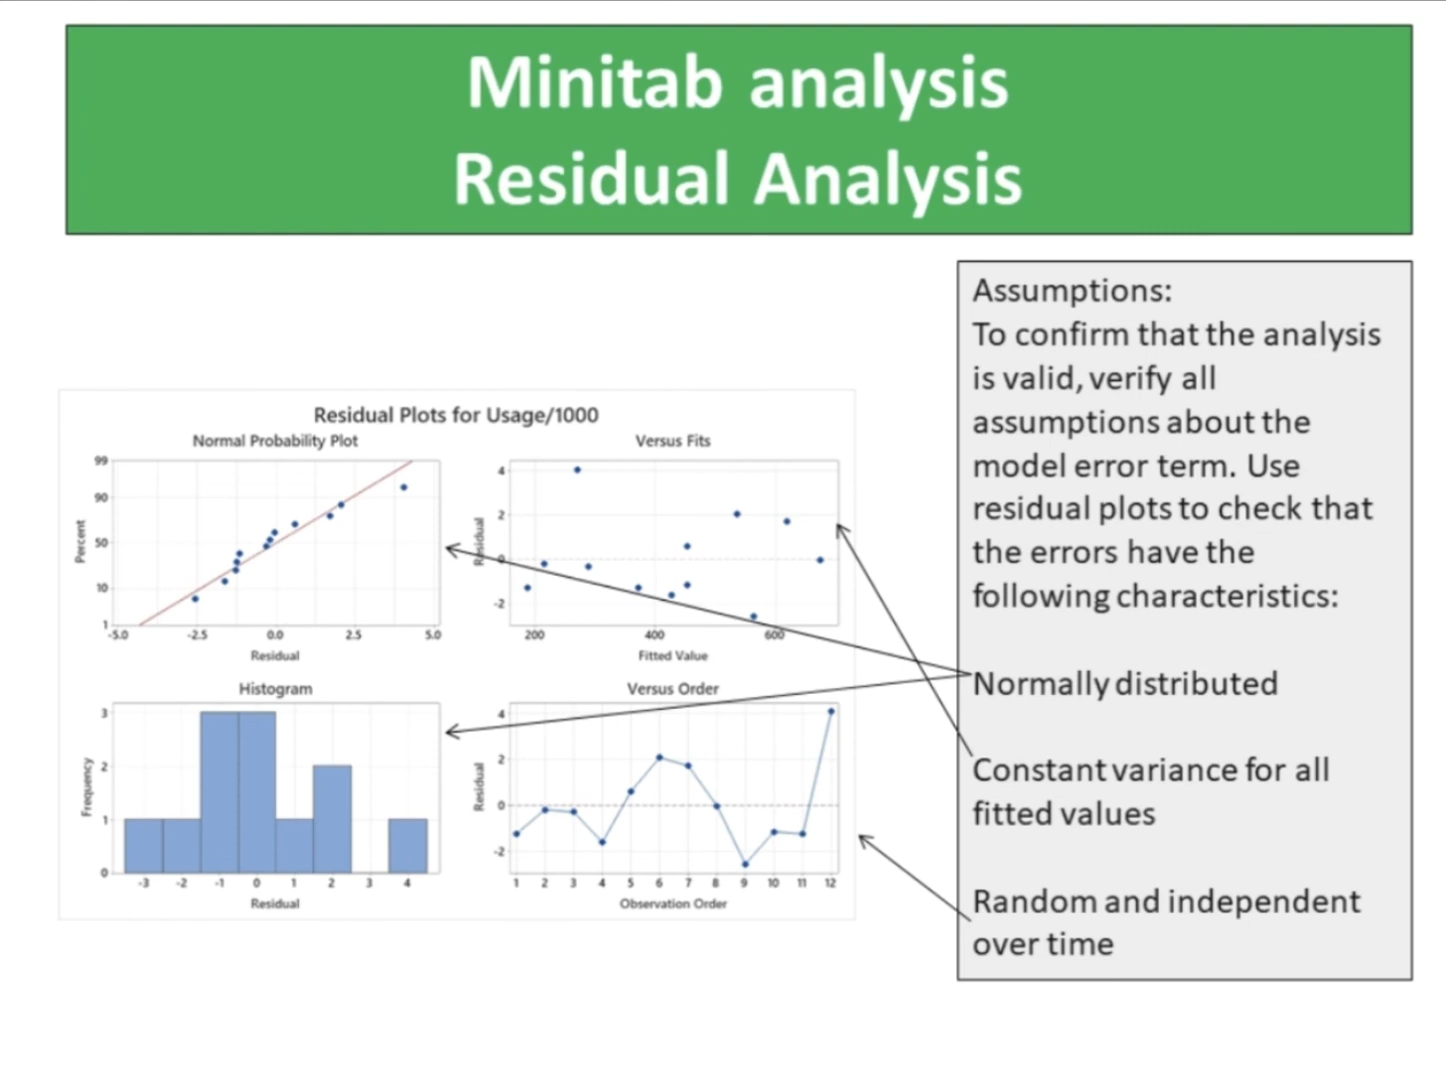 Minitab analysis
Residual Analysis
Residual Plots for Usage/1000
Normal Probability Plot
99
90
50
10
1
Percent
-5.0 -2.5 0.0 2.5 5.0
Residual
Versus Fits
4
2
0
-2
Residual
200 400 600
Fitted Value
Histogram
3
2
1
0
Frequency
-3 -2 -1 0 1 2 3 4
Residual
Versus Order
4
2
0
-2
Residual
1 2 3 4 5 6 7 8 9 10 11 12
Observation Order
Assumptions:
To confirm that the analysis
is valid, verify all
assumptions about the
model error term. Use
residual plots to check that
the errors have the
following characteristics:
Normally distributed
Constant variance for all
fitted values
Random and independent
over time